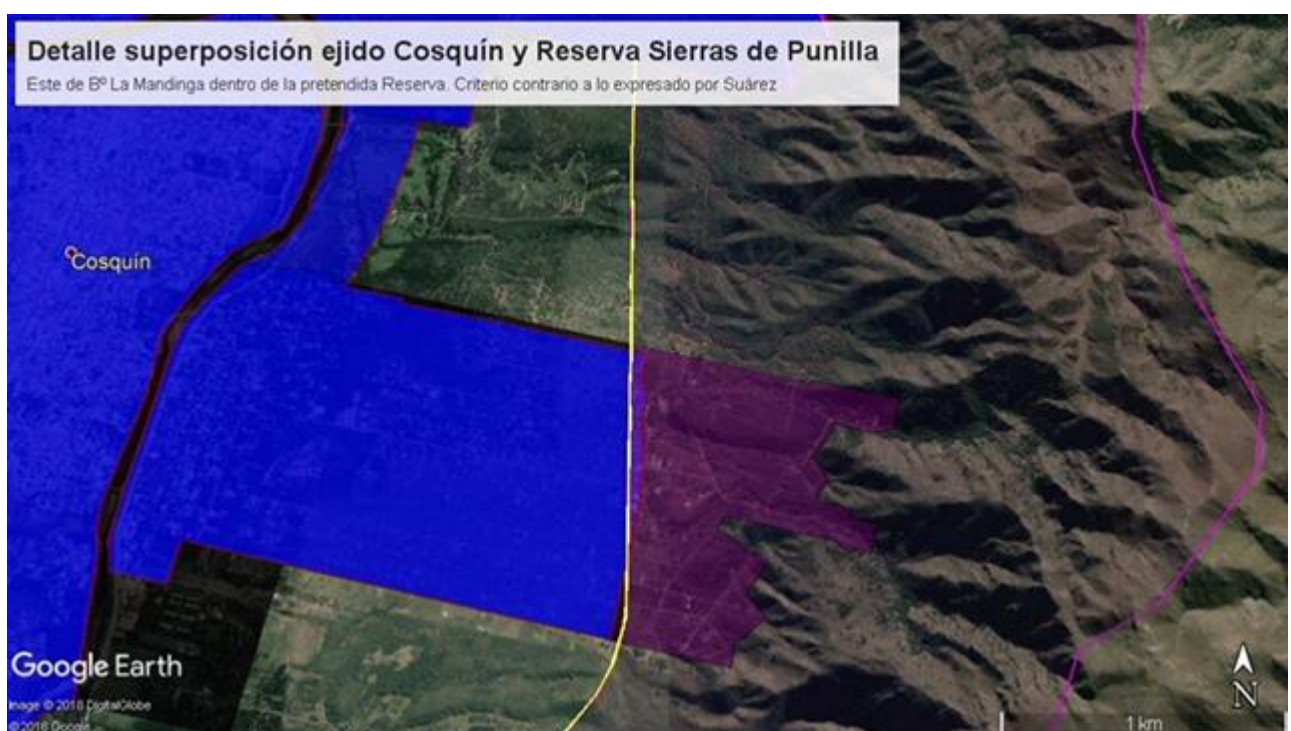 Detalle superposición ejido Cosquín y Reserva Sierras de Punilla
Este de Bº La Mandinga dentro de la pretendida Reserva. Criterio contrario a lo expresado por Suárez
Cosquín
Google Earth
Image © 2018 DigitalGlobe
© 2018 Google
N
1 km